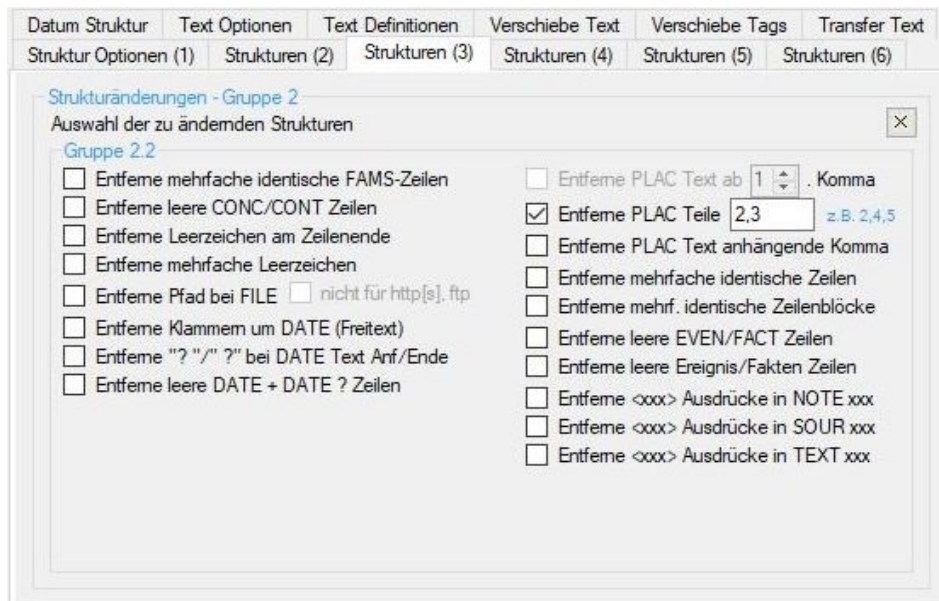 Datum Struktur Text Optionen Text Definitionen Verschiebe Text Verschiebe Tags Transfer Text
Struktur Optionen (1) Strukturen (2) Strukturen (3) Strukturen (4) Strukturen (5) Strukturen (6)
Strukturänderungen - Gruppe 2
Auswahl der zu ändernden Strukturen
Gruppe 2.2
Entferne mehrfache identische FAMS-Zeilen
Entferne leere CONC/CONT Zeilen
Entferne Leerzeichen am Zeilenende
Entferne mehrfache Leerzeichen
Entferne Pfad bei FILE nicht für http[s], ftp
Entferne Klammern um DATE (Freitext)
Entferne "? "/" ?" bei DATE Text Anf/Ende
Entferne leere DATE + DATE ? Zeilen
Entferne PLAC Text ab 1 . Komma
Entferne PLAC Teile 2,3 z.B. 2,4,5
Entferne PLAC Text anhängende Komma
Entferne mehrfache identische Zeilen
Entferne mehrf. identische Zeilenblöcke
Entferne leere EVEN/FACT Zeilen
Entferne leere Ereignis/Fakten Zeilen
Entferne <xxx> Ausdrücke in NOTE xxx
Entferne <xxx> Ausdrücke in SOUR xxx
Entferne <xxx> Ausdrücke in TEXT xxx